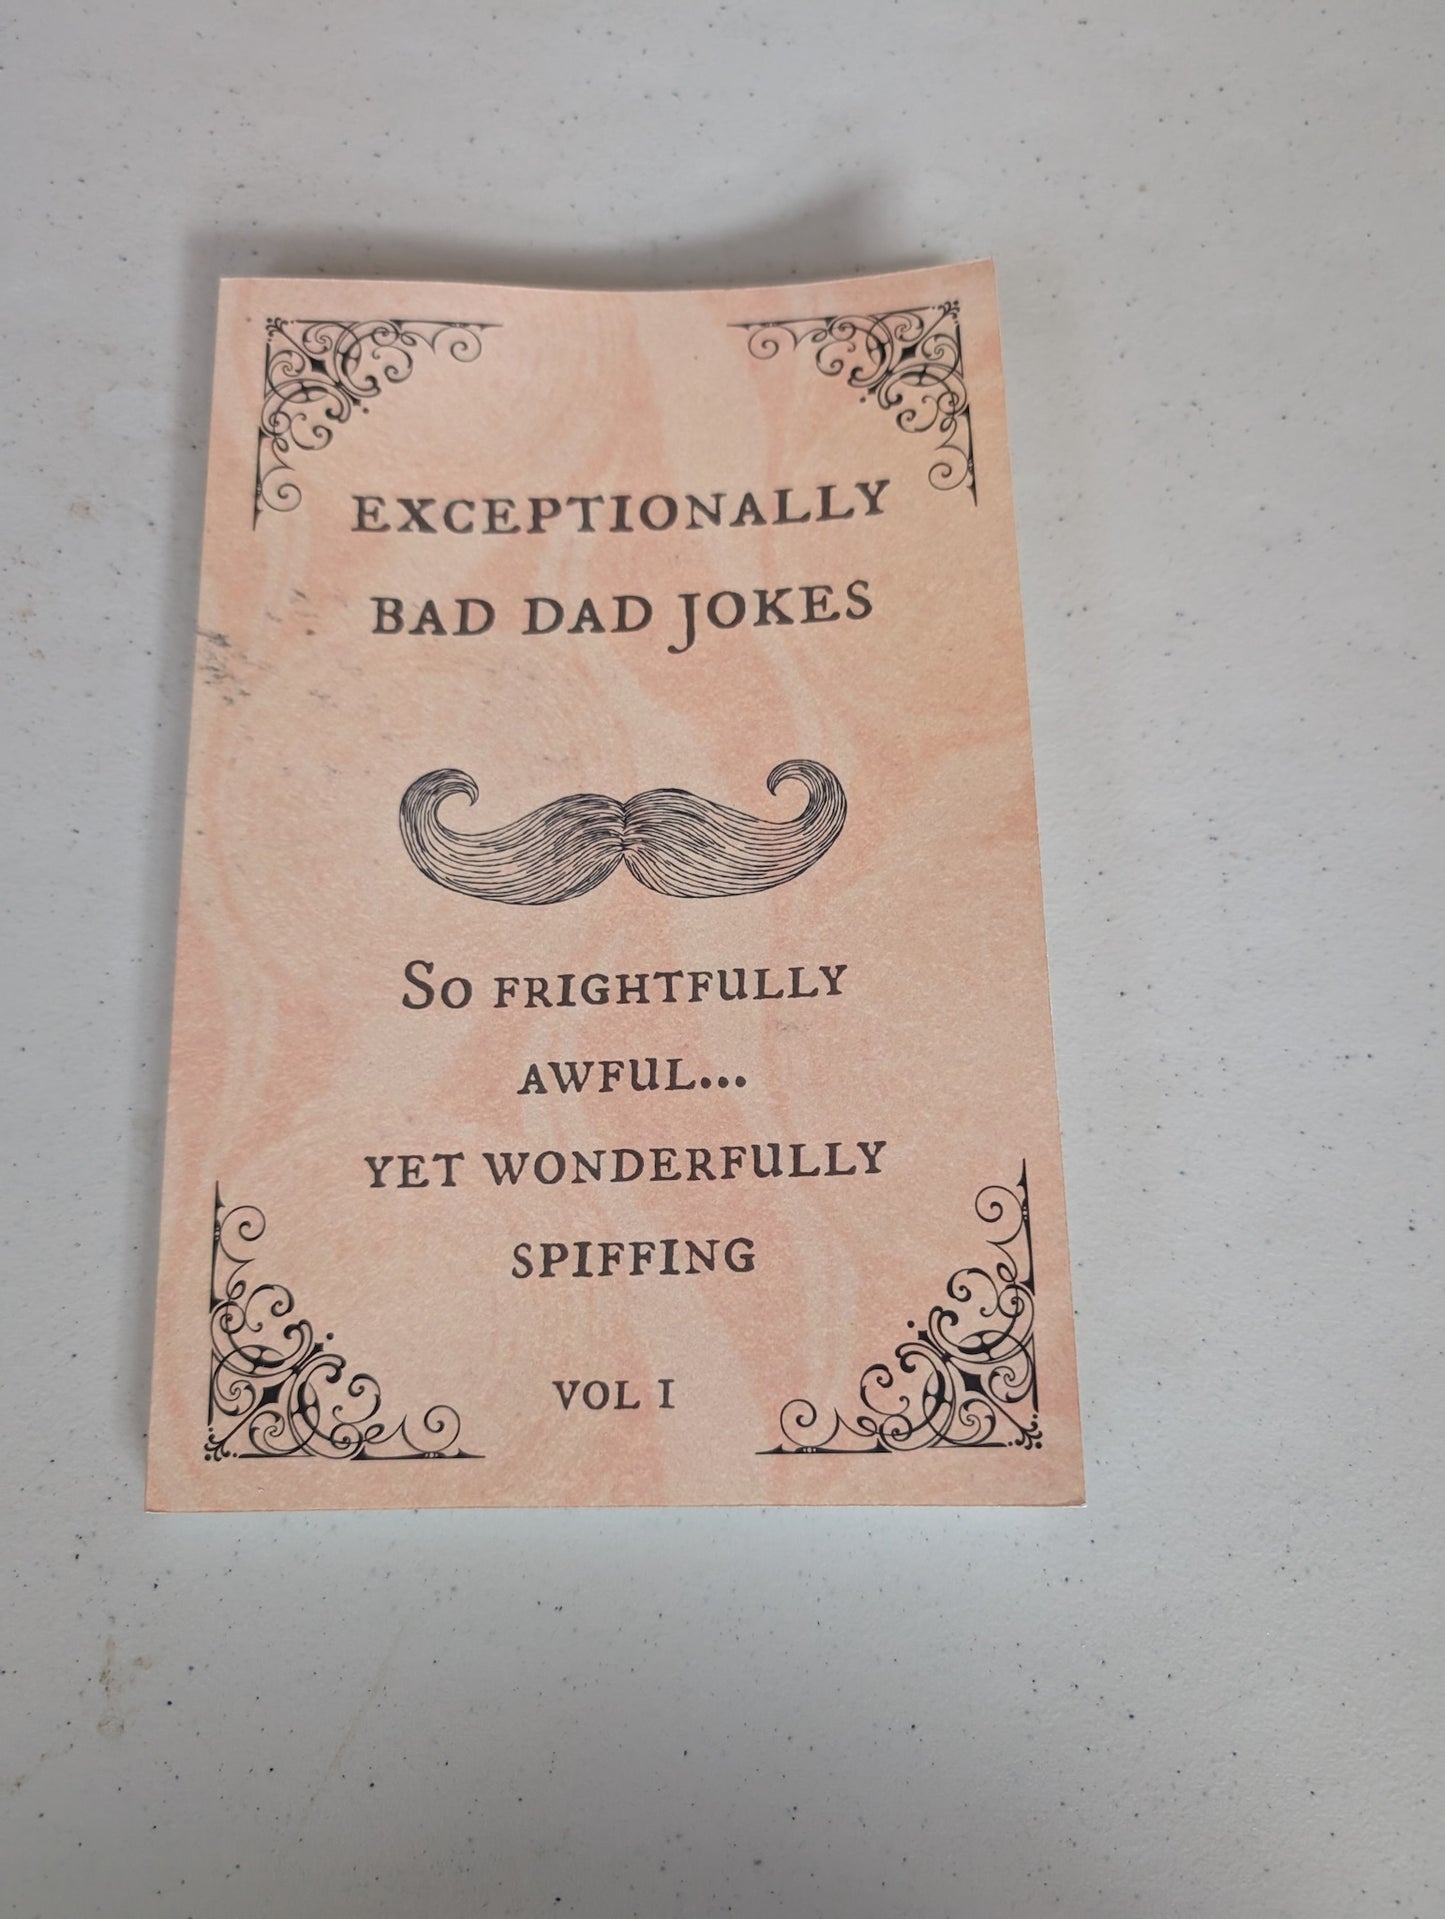 EXCEPTIONALLY
BAD DAD JOKES
SO FRIGHTFULLY
AWFUL...
YET WONDERFULLY
SPIFFING
VOL I